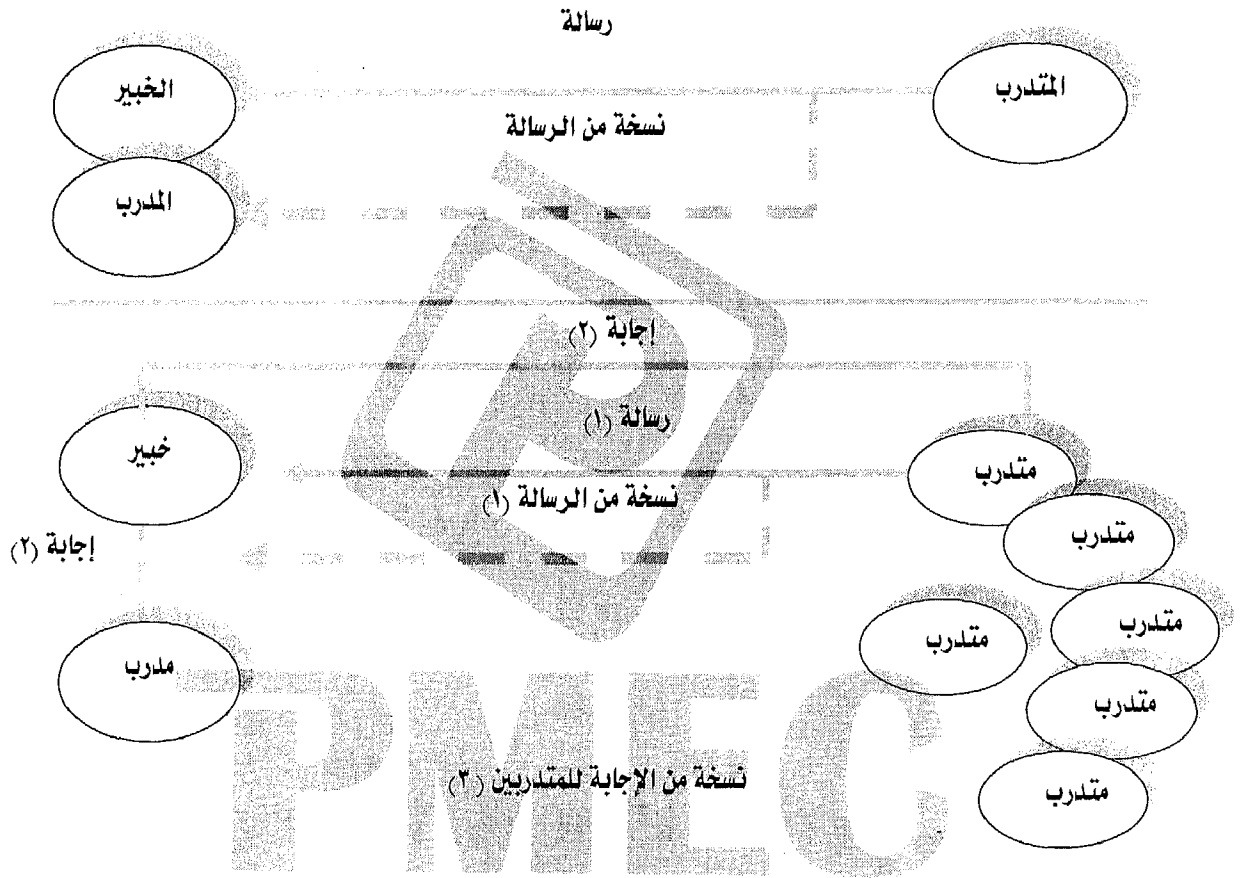 رسالة
المتدرب
الخبير
نسخة من الرسالة
المدرب
إجابة (٢)
رسالة (١)
خبير
متدرب
نسخة من الرسالة (١)
متدرب
إجابة (٢)
متدرب
متدرب
مدرب
متدرب
نسخة من الإجابة للمتدربين (٣)
متدرب
PMEC